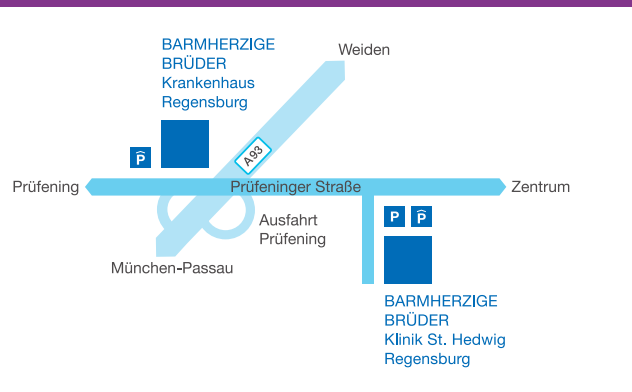 BARMHERZIGE
BRÜDER
Krankenhaus
Regensburg
Weiden
P
A93
Prüfening
Prüfeninger Straße
Zentrum
Ausfahrt
Prüfening
P
P
München-Passau
BARMHERZIGE
BRÜDER
Klinik St. Hedwig
Regensburg